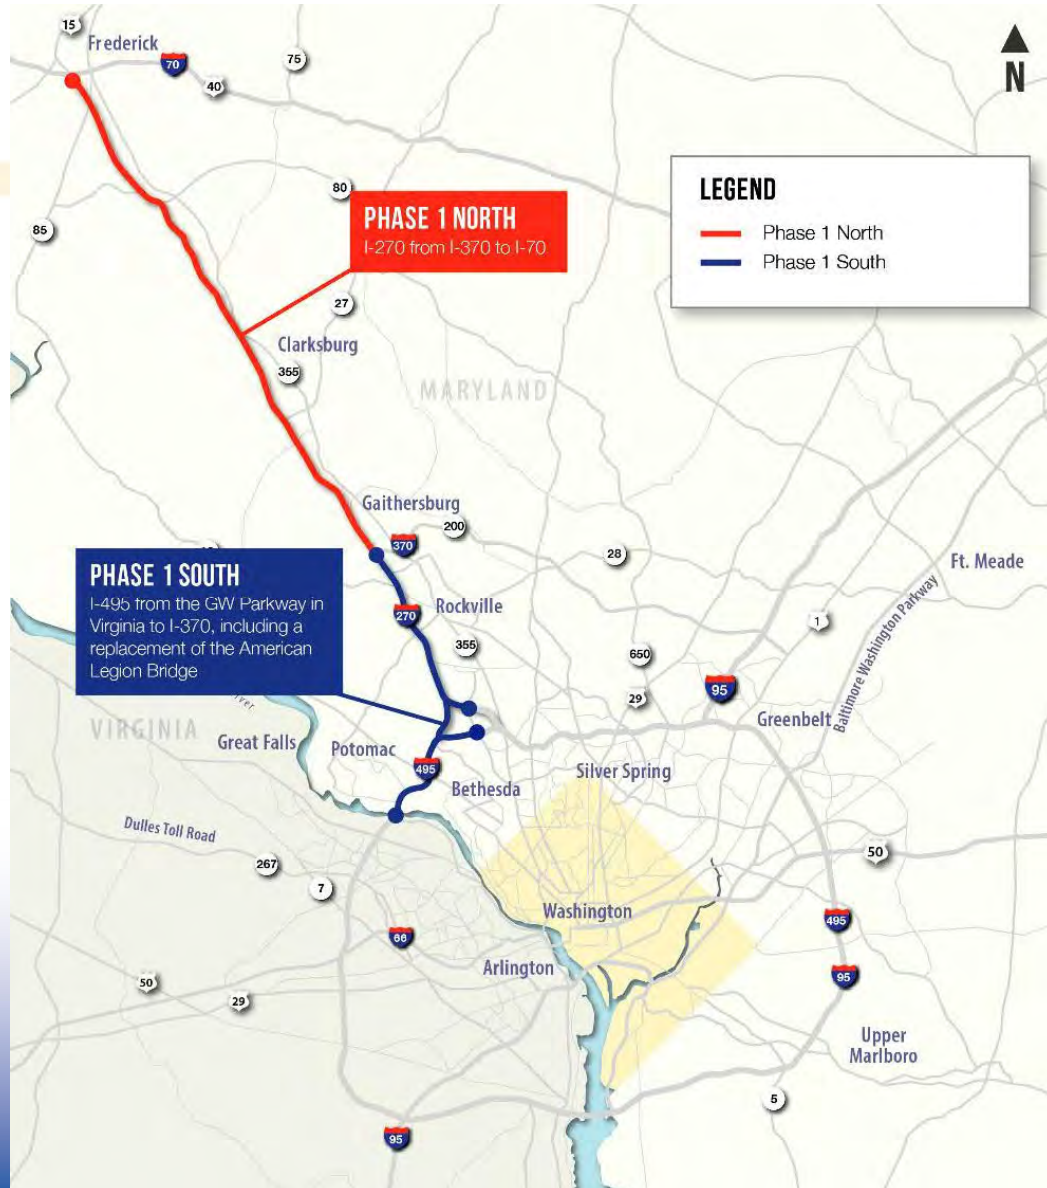 15
Frederick
70
75
40
N
80
85
PHASE 1 NORTH
I-270 from I-370 to I-70
LEGEND
Phase 1 North
Phase 1 South
27
Clarksburg
355
MARYLAND
Gaithersburg
200
370
28
Ft. Meade
PHASE 1 SOUTH
I-495 from the GW Parkway in
Virginia to I-370, including a
replacement of the American
Legion Bridge
270
Rockville
355
650
1
Baltimore Washington Parkway
29
95
Greenbelt
VIRGINIA
Great Falls
Potomac
495
Bethesda
Silver Spring
Dulles Toll Road
267
7
50
Washington
66
495
Arlington
95
50
29
Upper
Marlboro
5
95